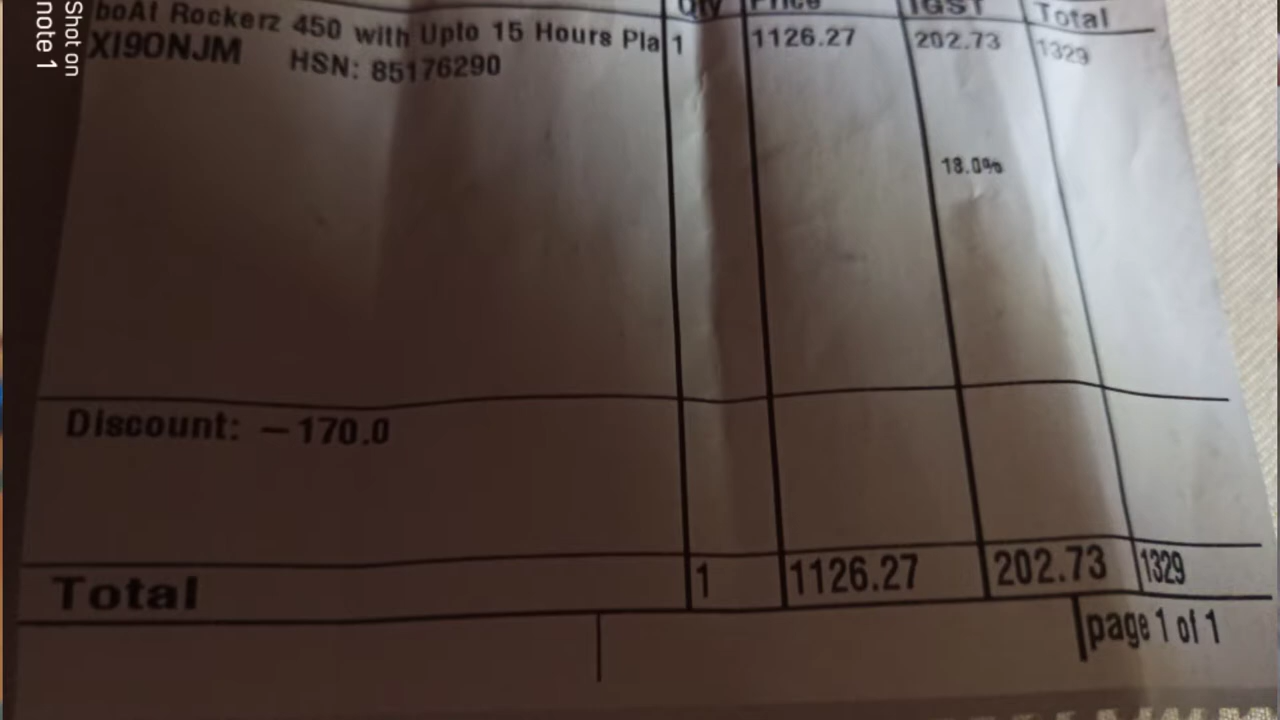 Shot on
note 1
Qty Price IGST Total
boAt Rockerz 450 with Upto 15 Hours Pla 1 1126.27 202.73 1329
XI9ONJM HSN: 85176290
18.0%
Discount: -170.0
Total 1 1126.27 202.73 1329
page 1 of 1